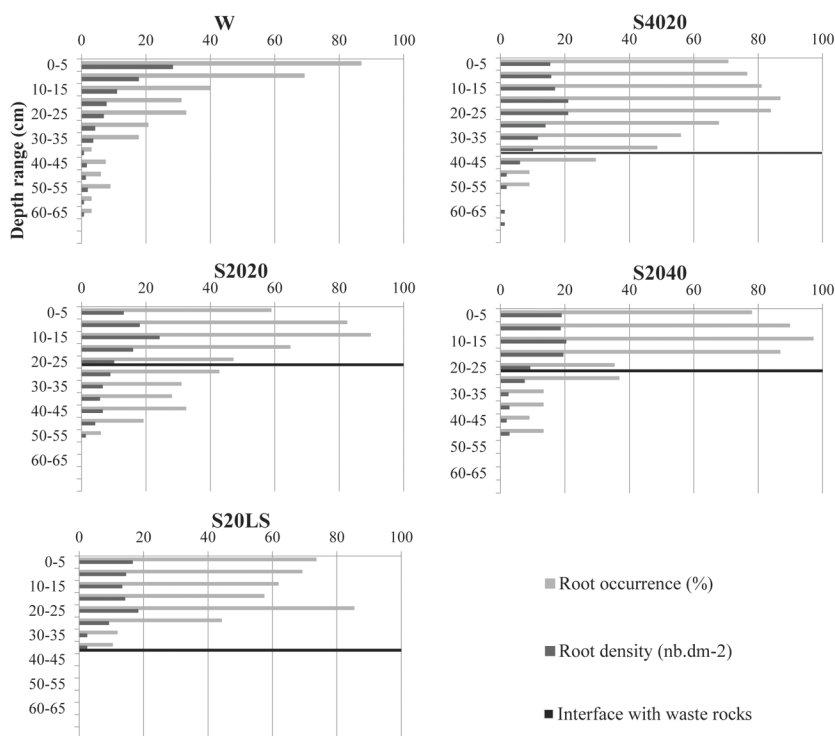 W
0 20 40 60 80 100
Depth range (cm)
0-5
10-15
20-25
30-35
40-45
50-55
60-65
S4020
0 20 40 60 80 100
0-5
10-15
20-25
30-35
40-45
50-55
60-65
S2020
0 20 40 60 80 100
0-5
10-15
20-25
30-35
40-45
50-55
60-65
S2040
0 20 40 60 80 100
0-5
10-15
20-25
30-35
40-45
50-55
60-65
S20LS
0 20 40 60 80 100
0-5
10-15
20-25
30-35
40-45
50-55
60-65
Root occurrence (%)
Root density (nb.dm-2)
Interface with waste rocks